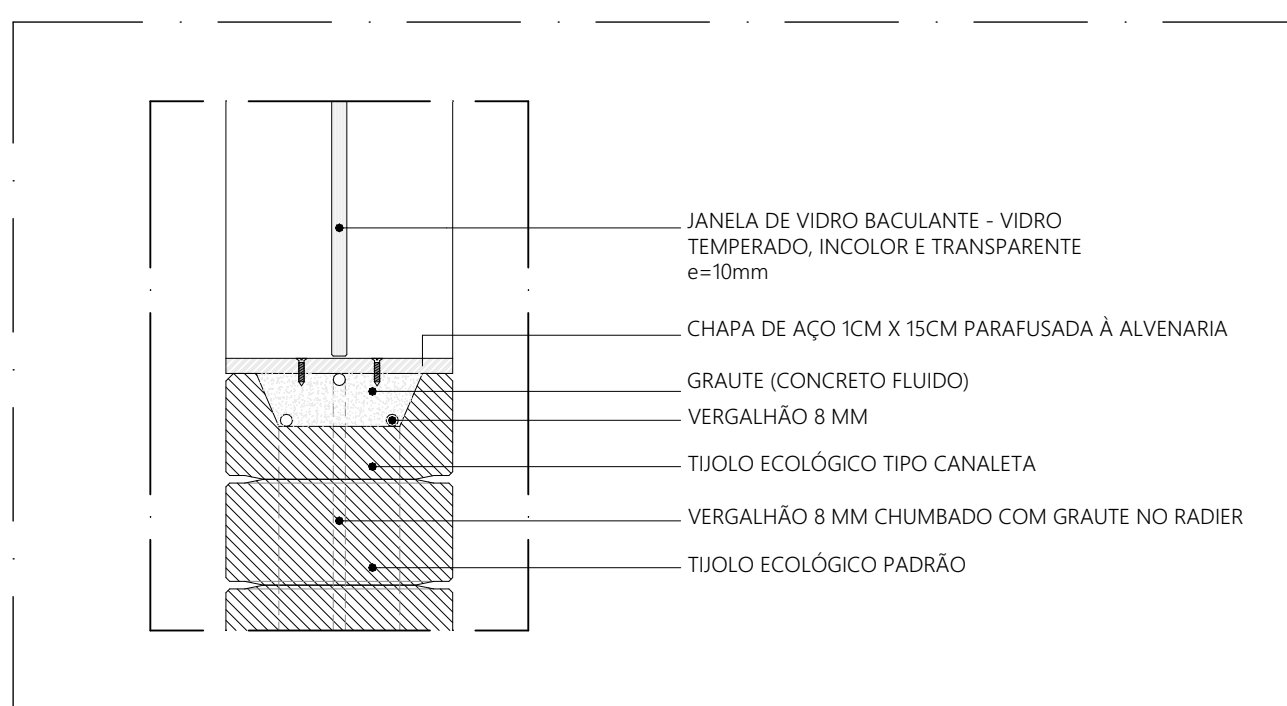 JANELA DE VIDRO BACULANTE - VIDRO
TEMPERADO, INCOLOR E TRANSPARENTE
e=10mm
CHAPA DE AÇO 1CM X 15CM PARAFUSADA À ALVENARIA
GRAUTE (CONCRETO FLUIDO)
VERGALHÃO 8 MM
TIJOLO ECOLÓGICO TIPO CANALETA
VERGALHÃO 8 MM CHUMBADO COM GRAUTE NO RADIER
TIJOLO ECOLÓGICO PADRÃO